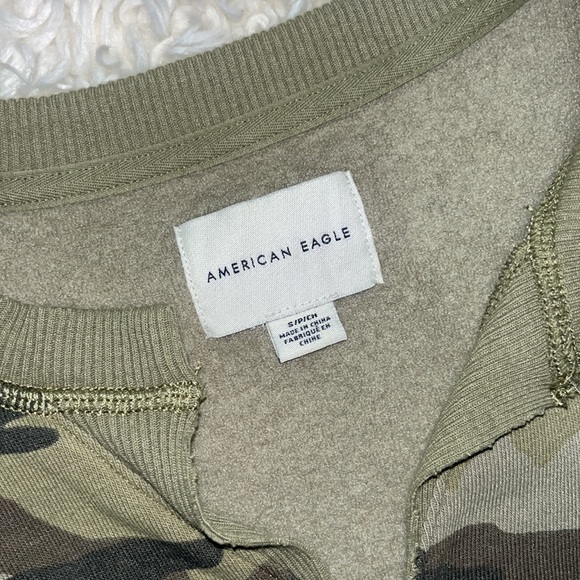 AMERICAN EAGLE
S/P/CH
MADE IN CHINA
FABRIQUÉ EN
CHINE